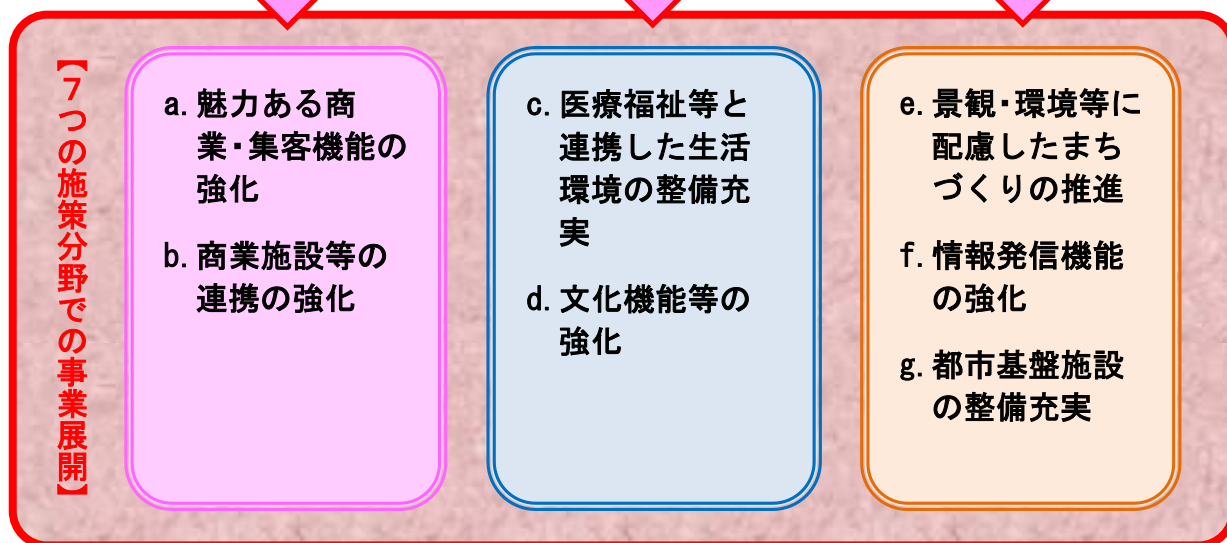 【７つの施策分野での事業展開】
a. 魅力ある商
業・集客機能の
強化
b. 商業施設等の
連携の強化
c. 医療福祉等と
連携した生活
環境の整備充
実
d. 文化機能等の
強化
e. 景観・環境等に
配慮したまち
づくりの推進
f. 情報発信機能
の強化
g. 都市基盤施設
の整備充実